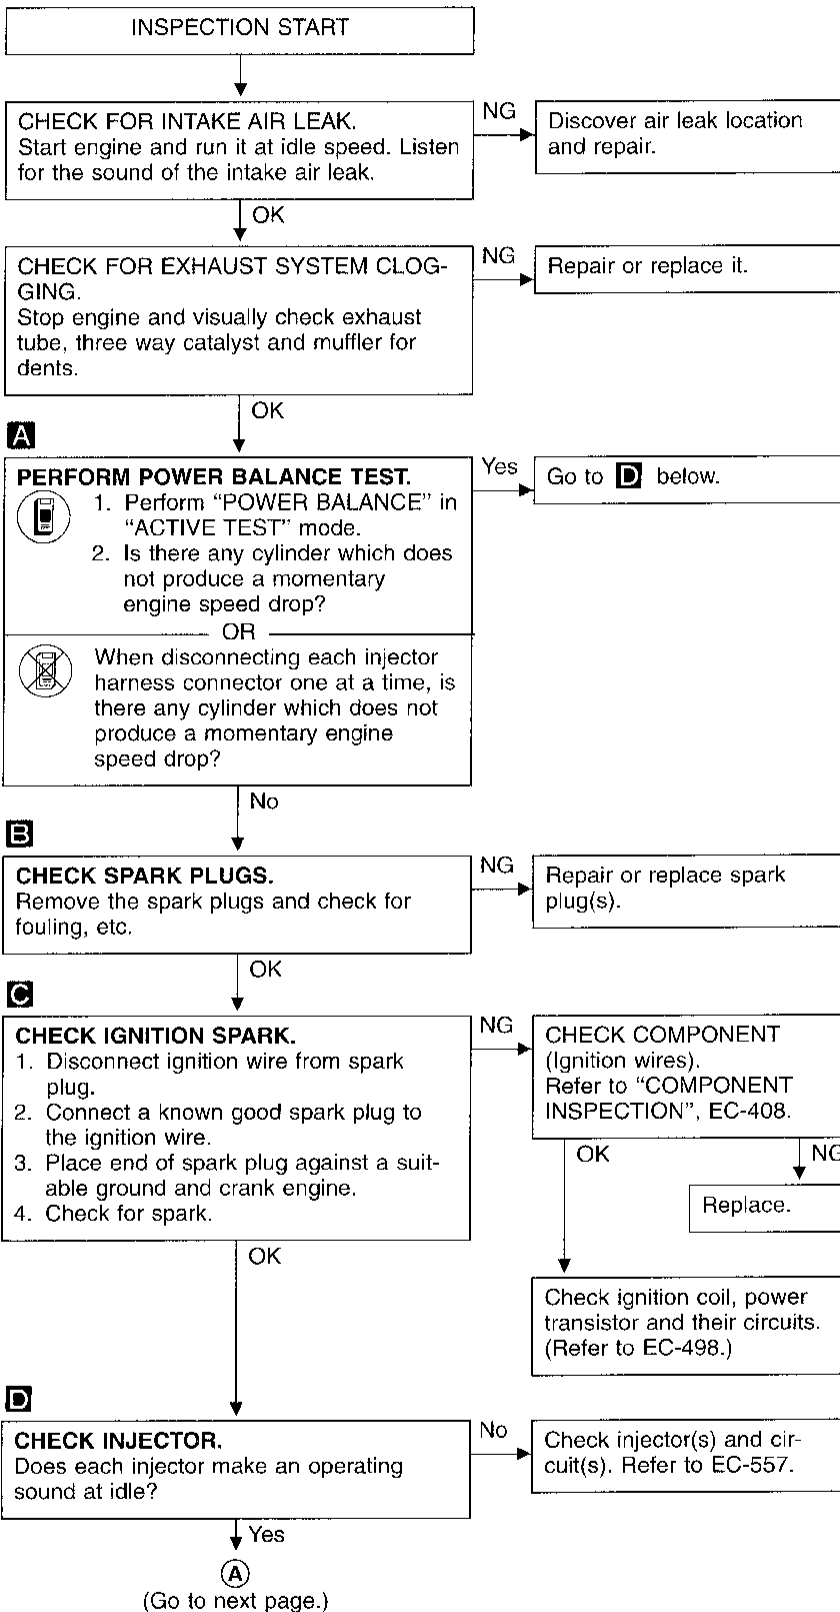 INSPECTION START
CHECK FOR INTAKE AIR LEAK.
Start engine and run it at idle speed. Listen
for the sound of the intake air leak.
NG
Discover air leak location
and repair.
OK
CHECK FOR EXHAUST SYSTEM CLOG-
GING.
Stop engine and visually check exhaust
tube, three way catalyst and muffler for
dents.
NG
Repair or replace it.
OK
A
PERFORM POWER BALANCE TEST.
1. Perform “POWER BALANCE” in
“ACTIVE TEST” mode.
2. Is there any cylinder which does
not produce a momentary
engine speed drop?
OR
When disconnecting each injector
harness connector one at a time, is
there any cylinder which does not
produce a momentary engine
speed drop?
Yes
Go to D below.
No
B
CHECK SPARK PLUGS.
Remove the spark plugs and check for
fouling, etc.
NG
Repair or replace spark
plug(s).
OK
C
CHECK IGNITION SPARK.
1. Disconnect ignition wire from spark
plug.
2. Connect a known good spark plug to
the ignition wire.
3. Place end of spark plug against a suit-
able ground and crank engine.
4. Check for spark.
NG
CHECK COMPONENT
(Ignition wires).
Refer to “COMPONENT
INSPECTION”, EC-408.
OK
NG
Replace.
Check ignition coil, power
transistor and their circuits.
(Refer to EC-498.)
OK
D
CHECK INJECTOR.
Does each injector make an operating
sound at idle?
No
Check injector(s) and cir-
cuit(s). Refer to EC-557.
Yes
A
(Go to next page.)